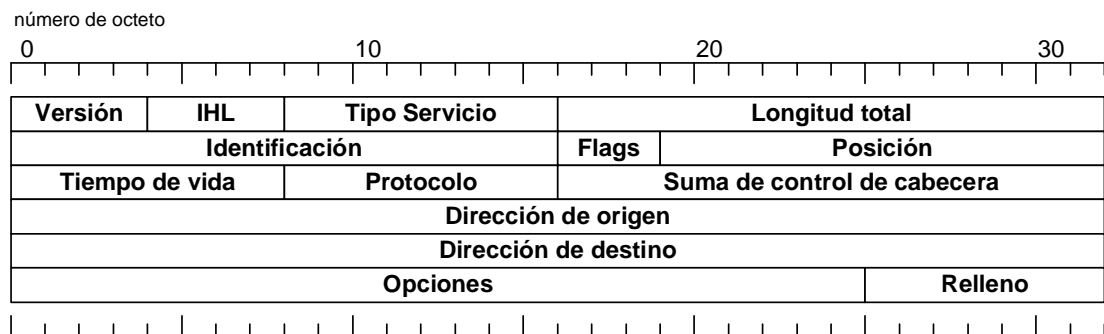 número de octeto
0 10 20 30
Versión IHL Tipo Servicio Longitud total
Identificación Flags Posición
Tiempo de vida Protocolo Suma de control de cabecera
Dirección de origen
Dirección de destino
Opciones Relleno